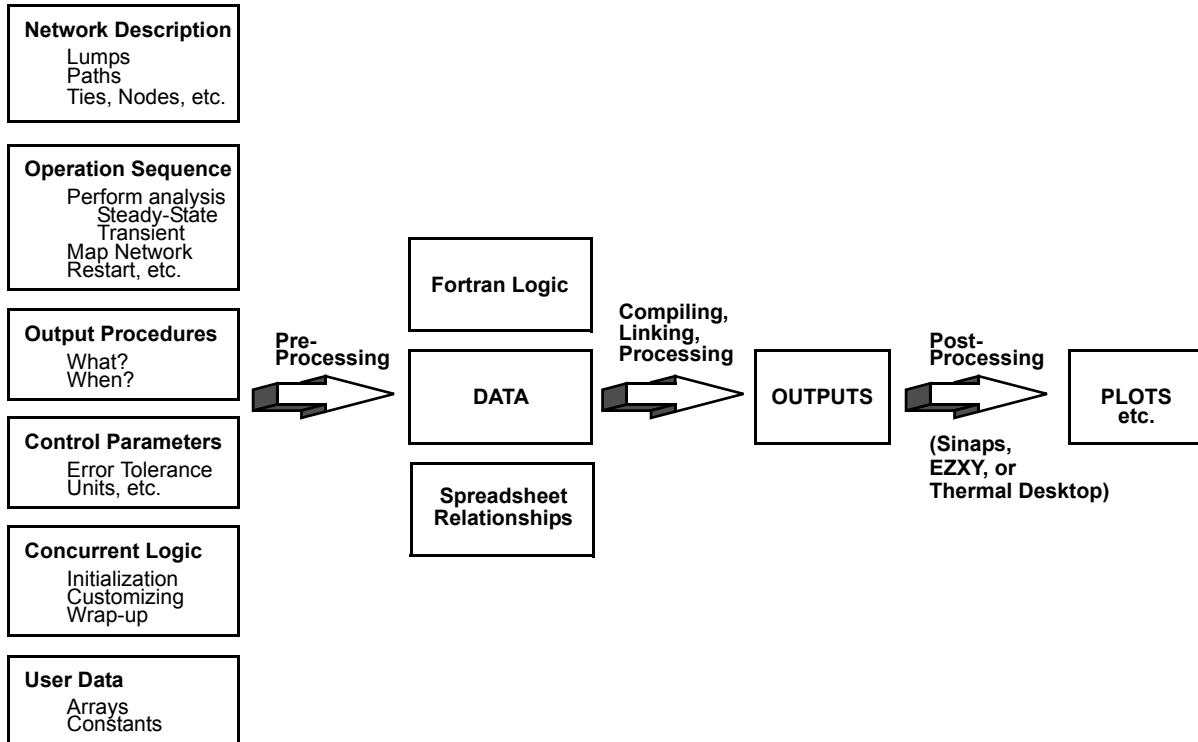 Network Description
Lumps
Paths
Ties, Nodes, etc.
Operation Sequence
Perform analysis
Steady-State
Transient
Map Network
Restart, etc.
Output Procedures
What?
When?
Control Parameters
Error Tolerance
Units, etc.
Concurrent Logic
Initialization
Customizing
Wrap-up
User Data
Arrays
Constants
Pre-
Processing
Fortran Logic
DATA
Spreadsheet
Relationships
Compiling,
Linking,
Processing
OUTPUTS
Post-
Processing
(Sinaps,
EZXY, or
Thermal Desktop)
PLOTS
etc.